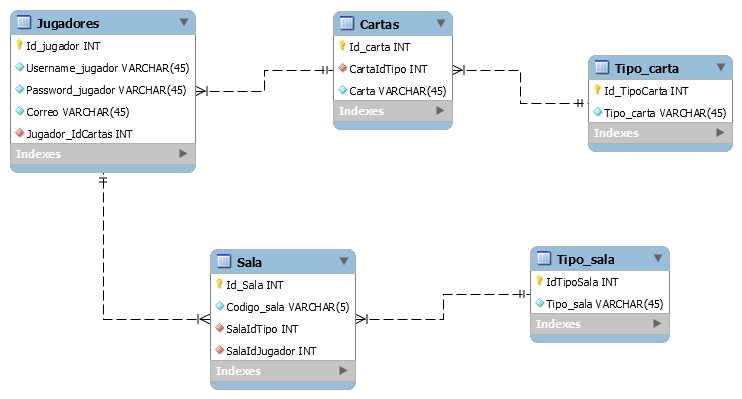 Jugadores
Id_jugador INT
Username_jugador VARCHAR(45)
Password_jugador VARCHAR(45)
Correo VARCHAR(45)
Jugador_IdCartas INT
Indexes
Cartas
Id_carta INT
CartaIdTipo INT
Carta VARCHAR(45)
Indexes
Tipo_carta
Id_TipoCarta INT
Tipo_carta VARCHAR(45)
Indexes
Sala
Id_Sala INT
Codigo_sala VARCHAR(5)
SalaIdTipo INT
SalaIdJugador INT
Indexes
Tipo_sala
IdTipoSala INT
Tipo_sala VARCHAR(45)
Indexes